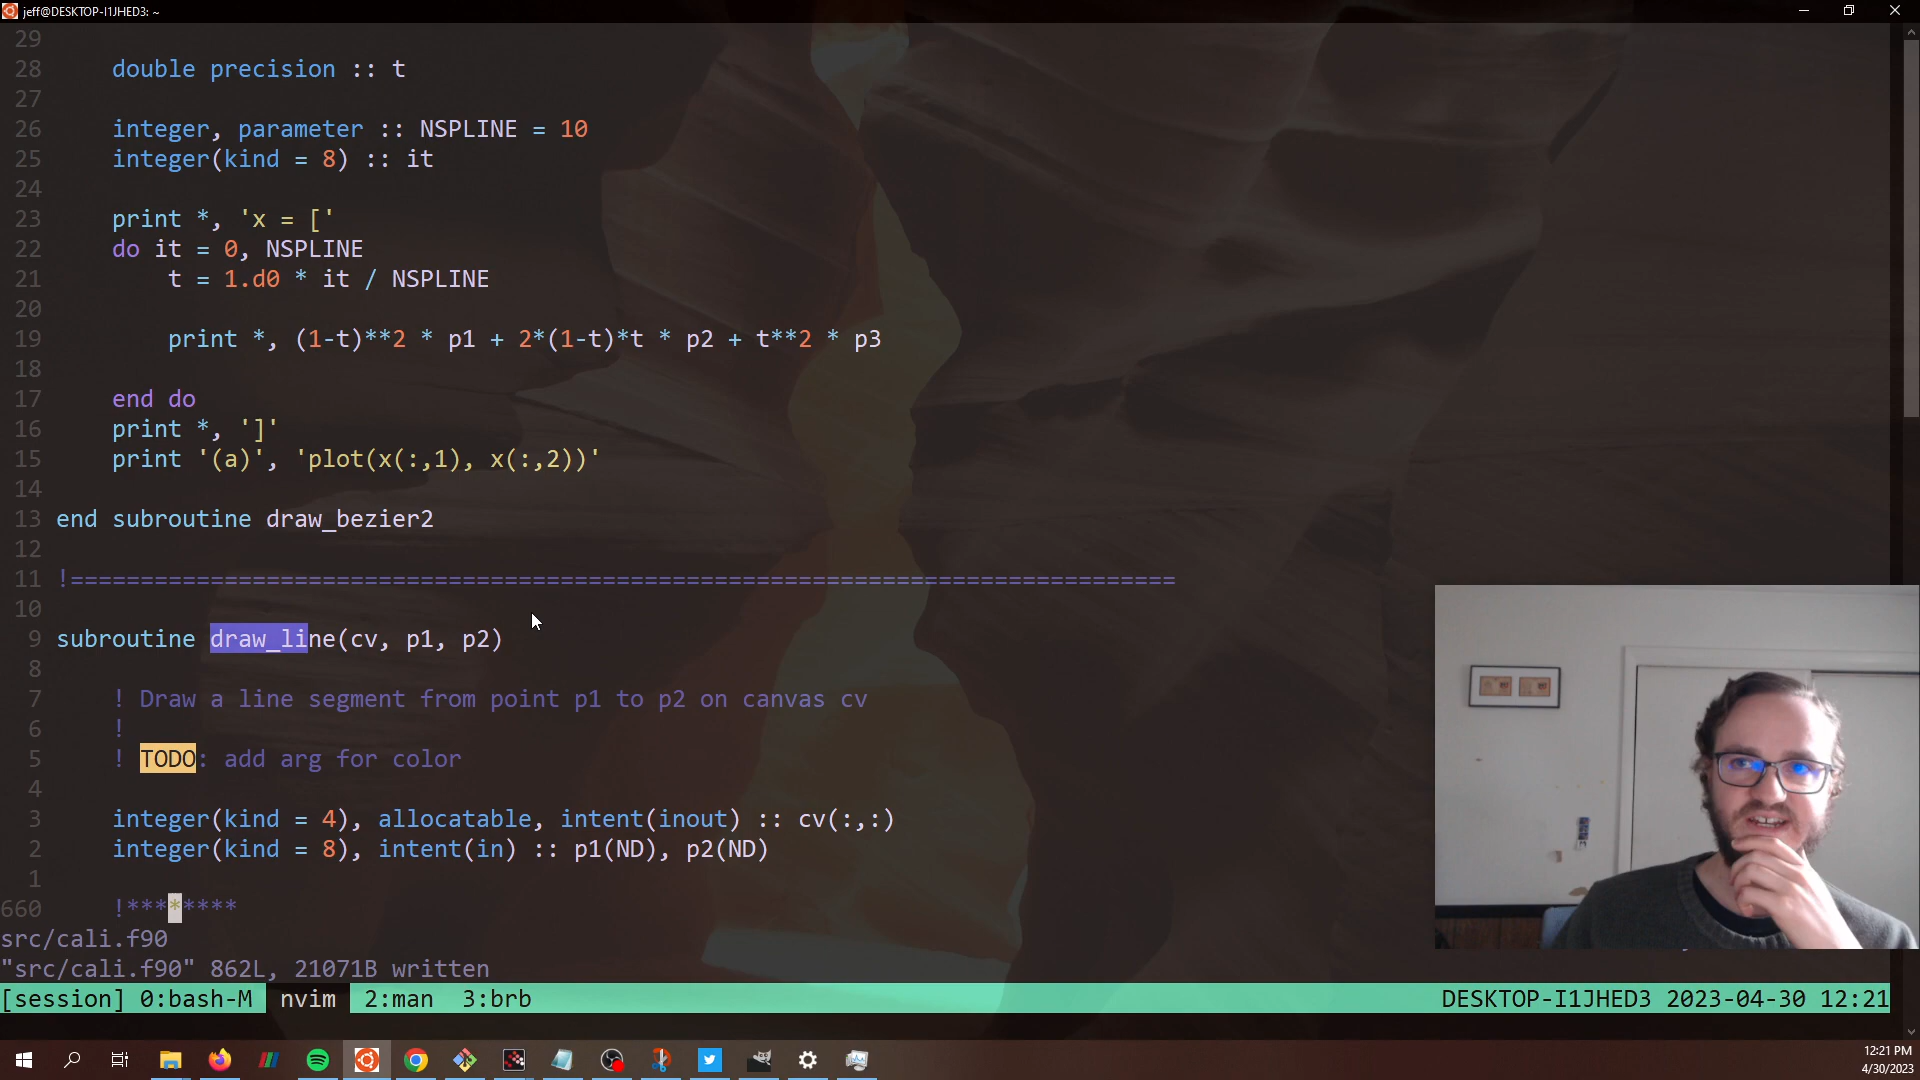 jeff@DESKTOP-I1JHED3: ~
29
28 double precision :: t
27
26 integer, parameter :: NSPLINE = 10
25 integer(kind = 8) :: it
24
23 print *, 'x = ['
22 do it = 0, NSPLINE
21 t = 1.d0 * it / NSPLINE
20
19 print *, (1-t)**2 * p1 + 2*(1-t)*t * p2 + t**2 * p3
18
17 end do
16 print *, ']'
15 print '(a)', 'plot(x(:,1), x(:,2))'
14
13 end subroutine draw_bezier2
12
11 !===============================================================================
10
9 subroutine draw_line(cv, p1, p2)
8
7 ! Draw a line segment from point p1 to p2 on canvas cv
6 !
5 ! TODO: add arg for color
4
3 integer(kind = 4), allocatable, intent(inout) :: cv(:,:)
2 integer(kind = 8), intent(in) :: p1(ND), p2(ND)
1
660 !********
src/cali.f90
"src/cali.f90" 862L, 21071B written
[session] 0:bash-M nvim 2:man 3:brb DESKTOP-I1JHED3 2023-04-30 12:21
12:21 PM
4/30/2023